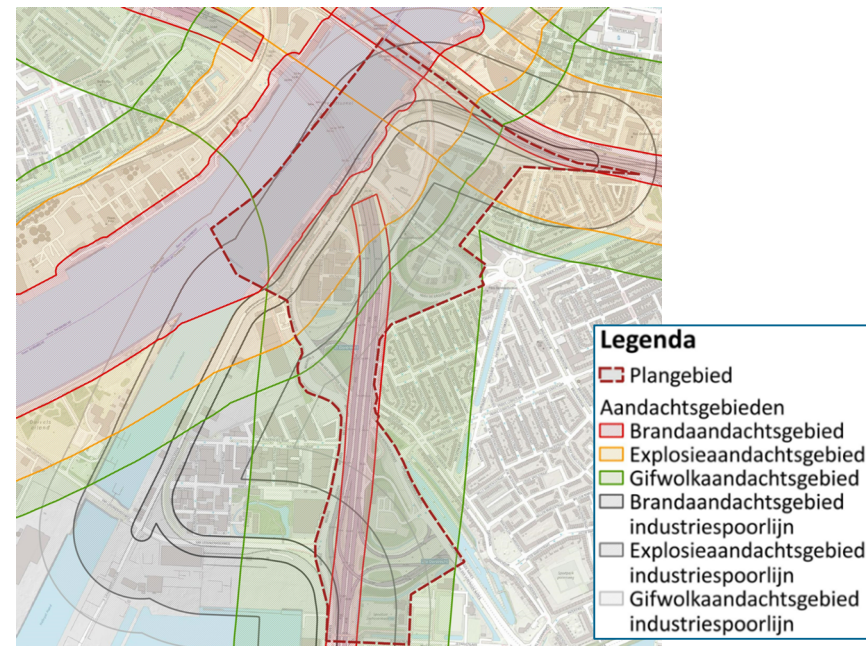 Legenda
Plangebied
Aandachtsgebieden
Brandaandachtsgebied
Explosieaandachtsgebied
Gifwolkaandachtsgebied
Brandaandachtsgebied
industriespoorlijn
Explosieaandachtsgebied
industriespoorlijn
Gifwolkaandachtsgebied
industriespoorlijn